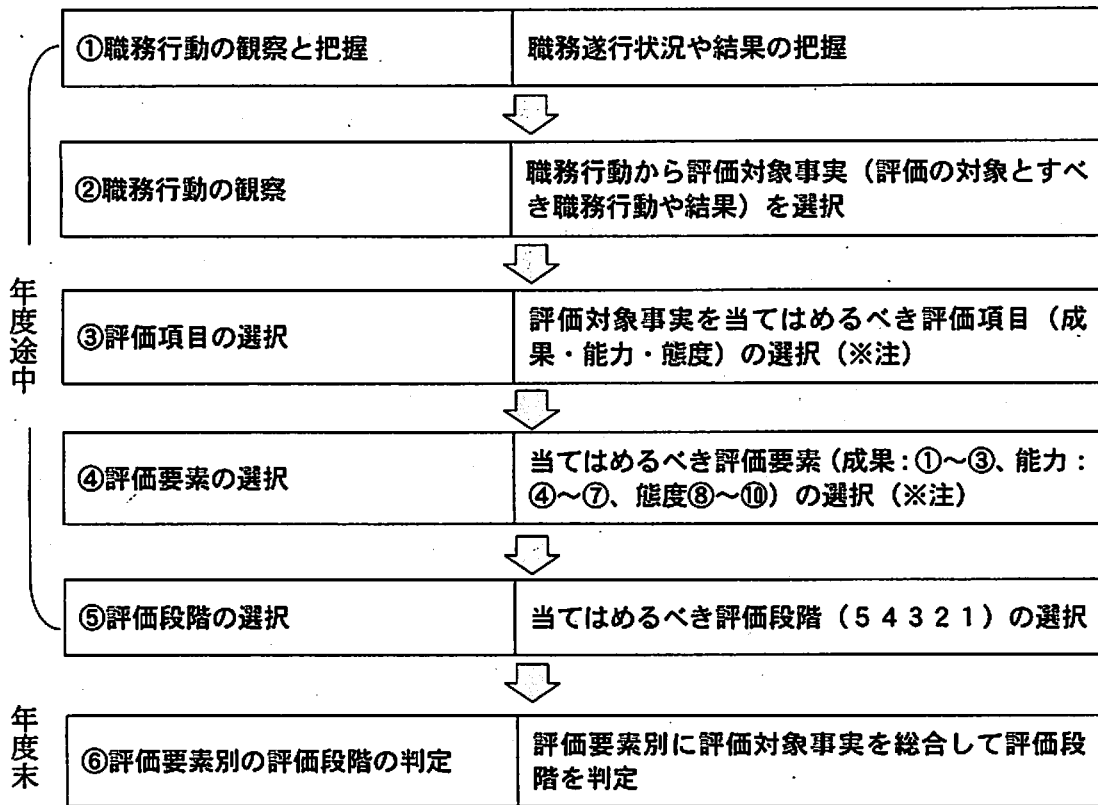 年度途中
①職務行動の観察と把握
職務遂行状況や結果の把握
②職務行動の観察
職務行動から評価対象事実（評価の対象とすべ
き職務行動や結果）を選択
③評価項目の選択
評価対象事実を当てはめるべき評価項目（成
果・能力・態度）の選択（※注）
④評価要素の選択
当てはめるべき評価要素（成果：①～③、能力：
④～⑦、態度⑧～⑩）の選択（※注）
⑤評価段階の選択
当てはめるべき評価段階（５４３２１）の選択
年度末
⑥評価要素別の評価段階の判定
評価要素別に評価対象事実を総合して評価段
階を判定